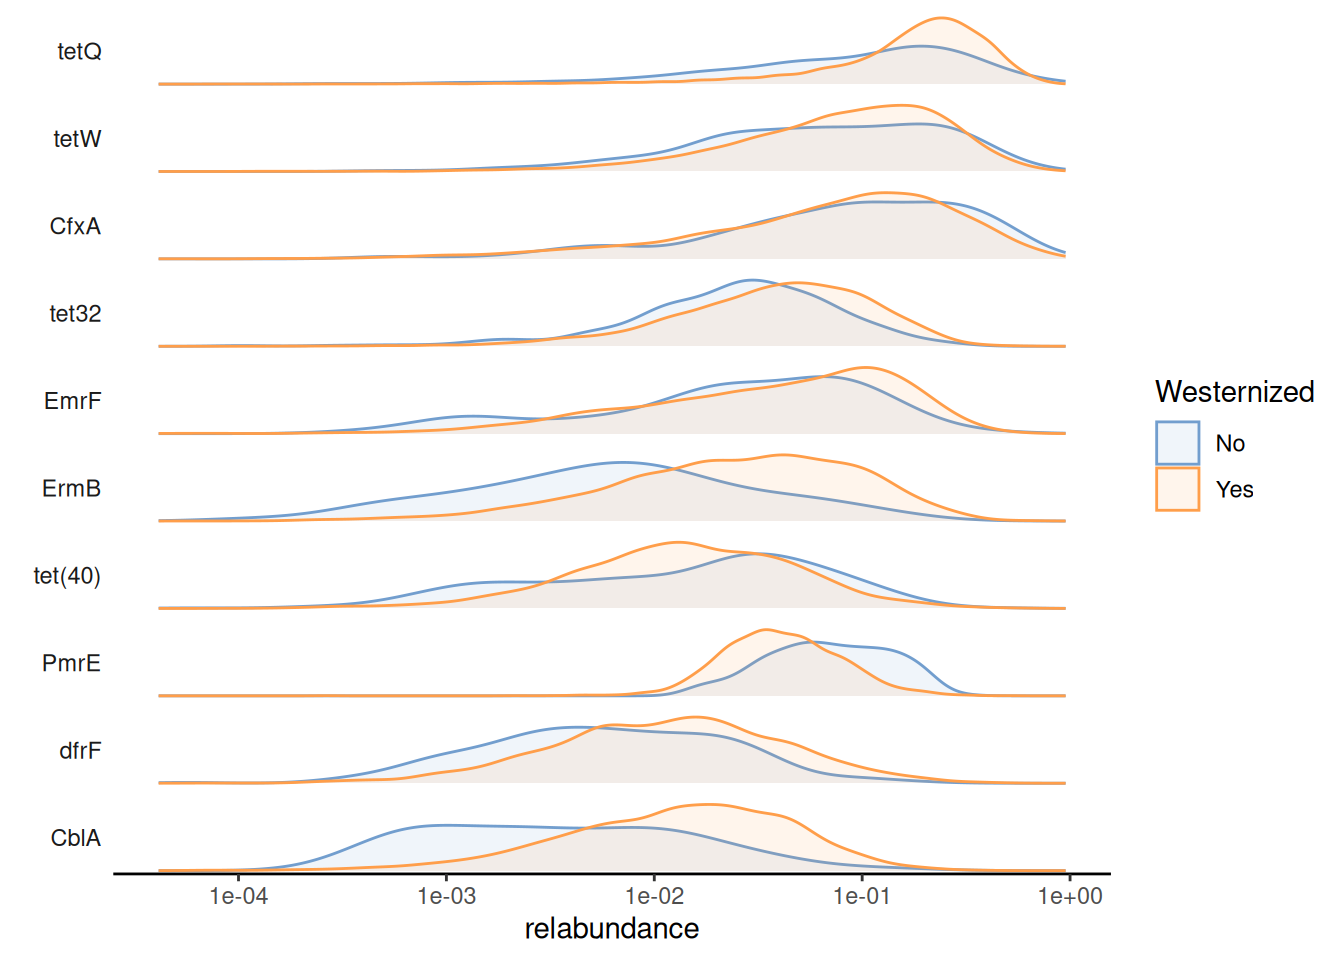 tetQ
tetW
CfxA
tet32
EmrF
ErmB
tet(40)
PmrE
dfrF
CblA
1e-04 1e-03 1e-02 1e-01 1e+00
relabundance
Westernized
No
Yes